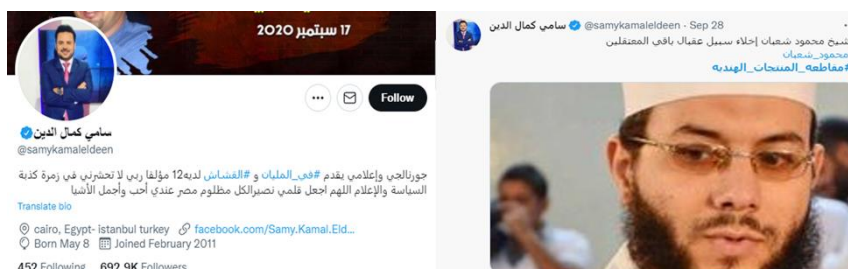 17 سبتمبر 2020
Follow
سامي كمال الدين
@samykamaleldeen
جورنالجي وإعلامي يقدم #في_المليان و #القشاش لديه12 مؤلفا ربي لا تحشرني في زمرة كذبة
السياسة والإعلام اللهم اجعل قلمي نصيرالكل مظلوم مصر عندي أحب وأجمل الأشيا
Translate bio
cairo, Egypt- istanbul turkey facebook.com/Samy.Kamal.Eld...
Born May 8 Joined February 2011
452 Following 692.9K Followers
سامي كمال الدين @samykamaleldeen - Sep 28
شيخ محمود شعبان إخلاء سبيل عقبال باقي المعتقلين
محمود_شعبان
#مقاطعه_المنتجات_الهنديه